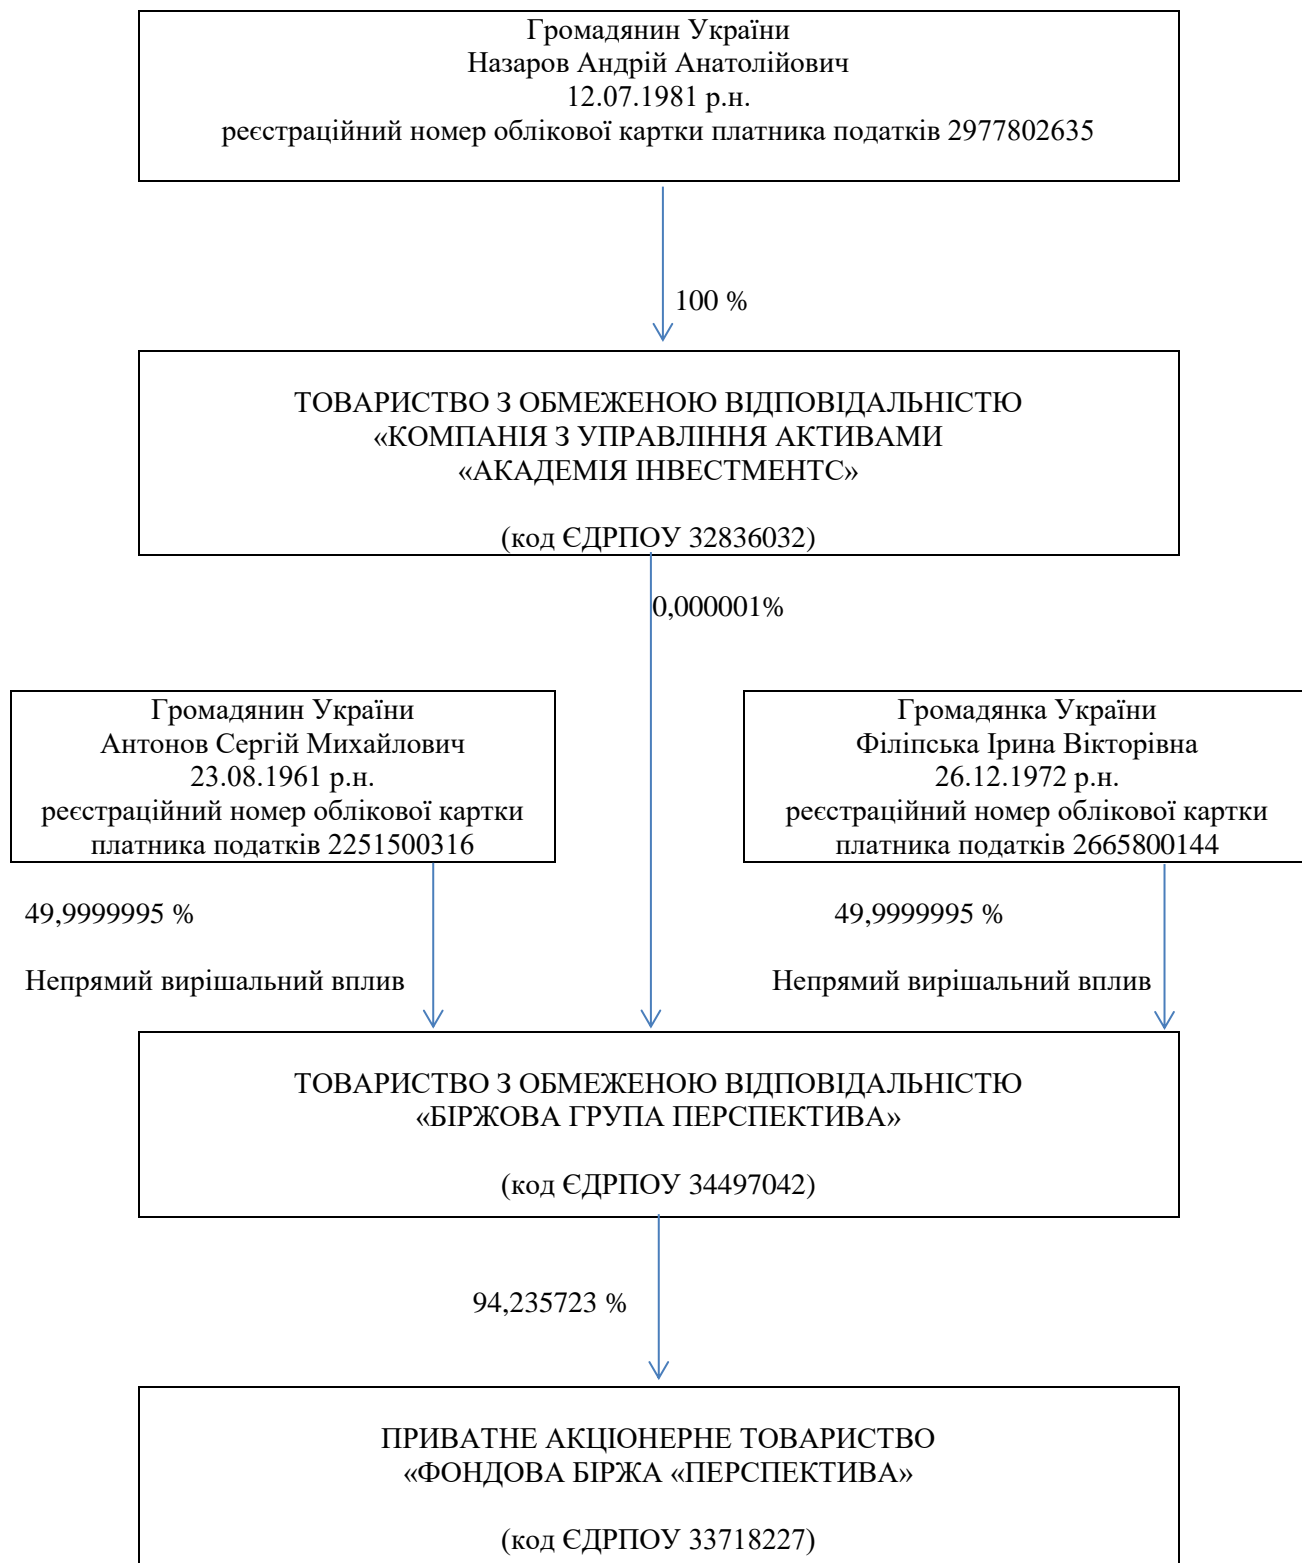 Громадянин України
Назаров Андрій Анатолійович
12.07.1981 р.н.
реєстраційний номер облікової картки платника податків 2977802635
100 %
ТОВАРИСТВО З ОБМЕЖЕНОЮ ВІДПОВІДАЛЬНІСТЮ
«КОМПАНІЯ З УПРАВЛІННЯ АКТИВАМИ
«АКАДЕМІЯ ІНВЕСТМЕНТС»
(код ЄДРПОУ 32836032)
0,000001%
Громадянин України
Антонов Сергій Михайлович
23.08.1961 р.н.
реєстраційний номер облікової картки
платника податків 2251500316
Громадянка України
Філіпська Ірина Вікторівна
26.12.1972 р.н.
реєстраційний номер облікової картки
платника податків 2665800144
49,9999995 %
Непрямий вирішальний вплив
49,9999995 %
Непрямий вирішальний вплив
ТОВАРИСТВО З ОБМЕЖЕНОЮ ВІДПОВІДАЛЬНІСТЮ
«БІРЖОВА ГРУПА ПЕРСПЕКТИВА»
(код ЄДРПОУ 34497042)
94,235723 %
ПРИВАТНЕ АКЦІОНЕРНЕ ТОВАРИСТВО
«ФОНДОВА БІРЖА «ПЕРСПЕКТИВА»
(код ЄДРПОУ 33718227)